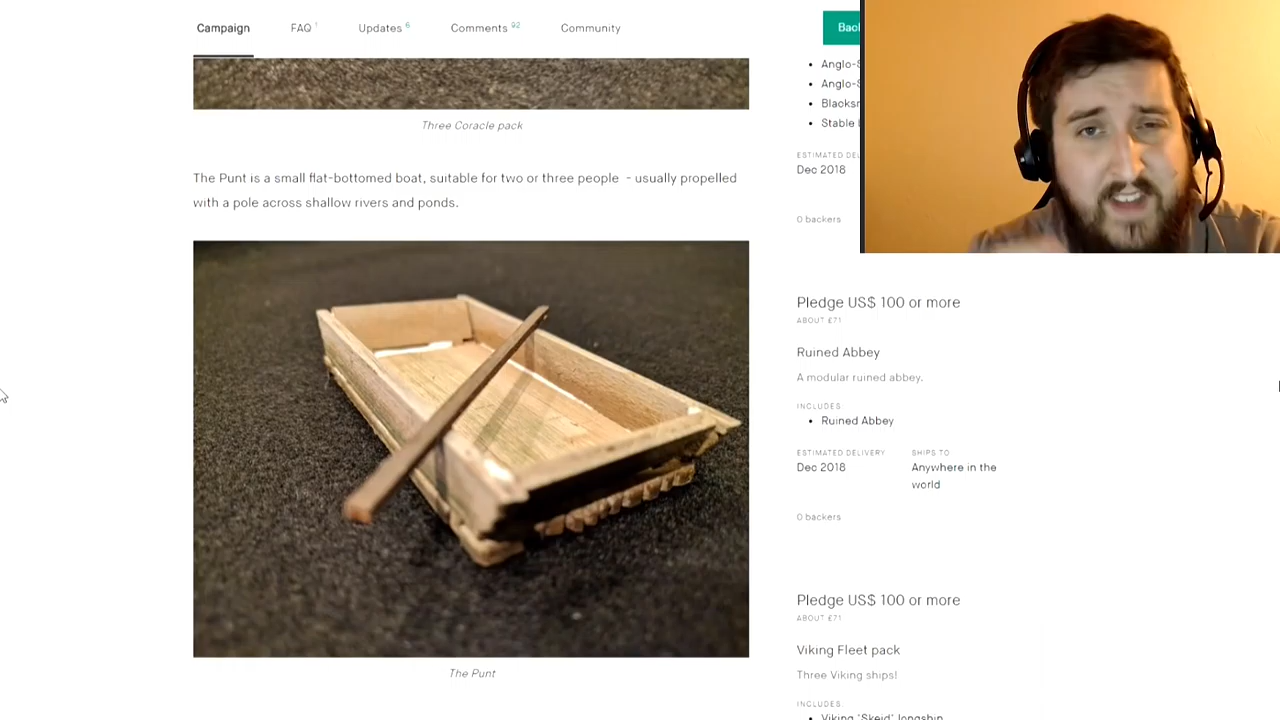 Campaign
FAQ 1
Updates 6
Comments 92
Community
Three Coracle pack
The Punt is a small flat-bottomed boat, suitable for two or three people - usually propelled
with a pole across shallow rivers and ponds.
The Punt
Dec 2018
0 backers
Pledge US$ 100 or more
ABOUT £71
Ruined Abbey
A modular ruined abbey.
INCLUDES:
• Ruined Abbey
ESTIMATED DELIVERY
Dec 2018
SHIPS TO
Anywhere in the
world
0 backers
Pledge US$ 100 or more
ABOUT £71
Viking Fleet pack
Three Viking ships!
INCLUDES:
• Viking 'Skeid' longship